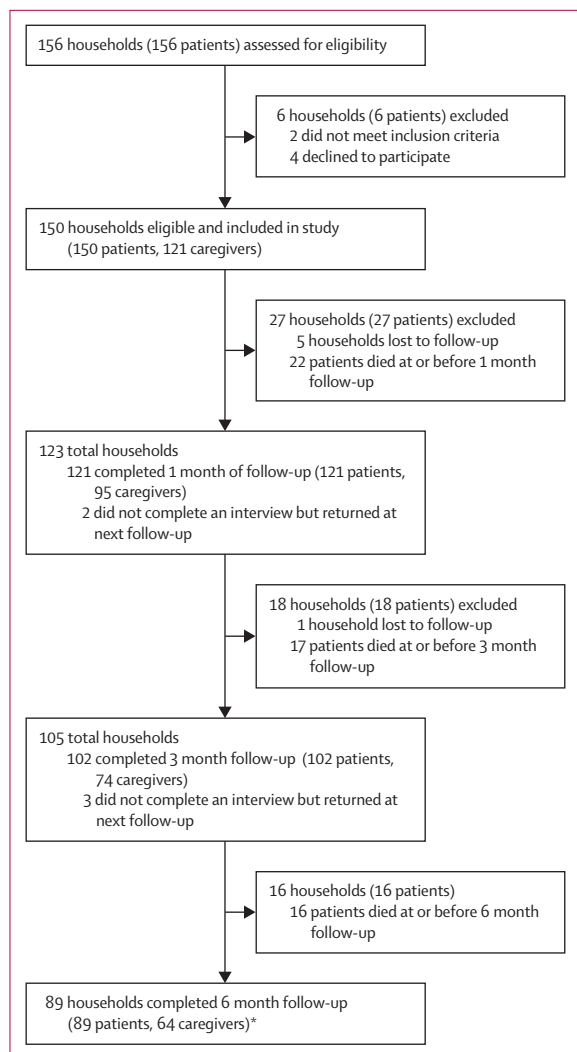 156 households (156 patients) assessed for eligibility
6 households (6 patients) excluded
2 did not meet inclusion criteria
4 declined to participate
150 households eligible and included in study
(150 patients, 121 caregivers)
27 households (27 patients) excluded
5 households lost to follow-up
22 patients died at or before 1 month
follow-up
123 total households
121 completed 1 month of follow-up (121 patients,
95 caregivers)
2 did not complete an interview but returned at
next follow-up
18 households (18 patients) excluded
1 household lost to follow-up
17 patients died at or before 3 month
follow-up
105 total households
102 completed 3 month follow-up (102 patients,
74 caregivers)
3 did not complete an interview but returned at
next follow-up
16 households (16 patients)
16 patients died at or before 6 month
follow-up
89 households completed 6 month follow-up
(89 patients, 64 caregivers)*